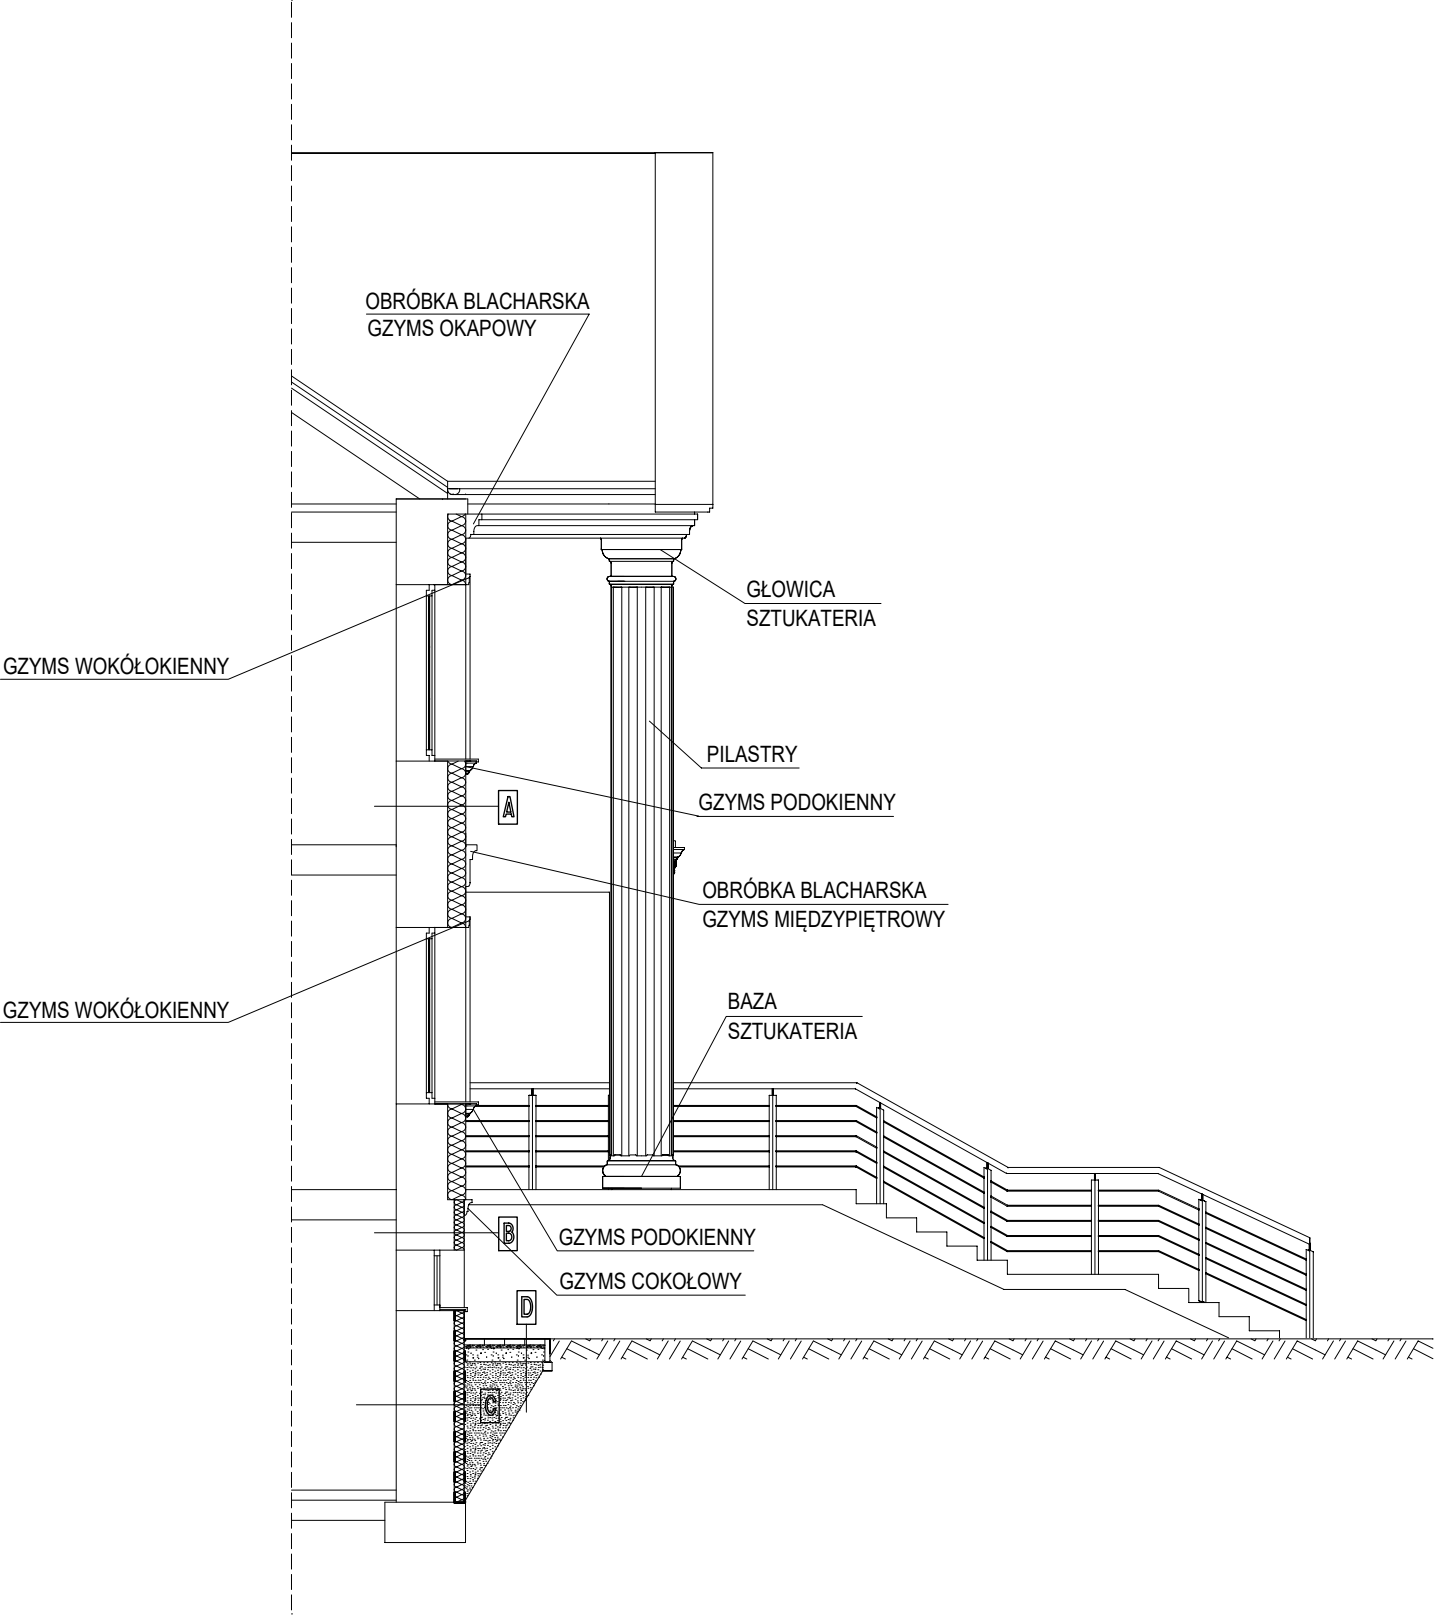 OBRÓBKA BLACHARSKA
GZYMS OKAPOWY
GŁOWICA
SZTUKATERIA
GZYMS WOKÓŁOKIENNY
PILASTRY
GZYMS PODOKIENNY
A
OBRÓBKA BLACHARSKA
GZYMS MIĘDZYPIĘTROWY
GZYMS WOKÓŁOKIENNY
BAZA
SZTUKATERIA
B
GZYMS PODOKIENNY
GZYMS COKOŁOWY
D
C